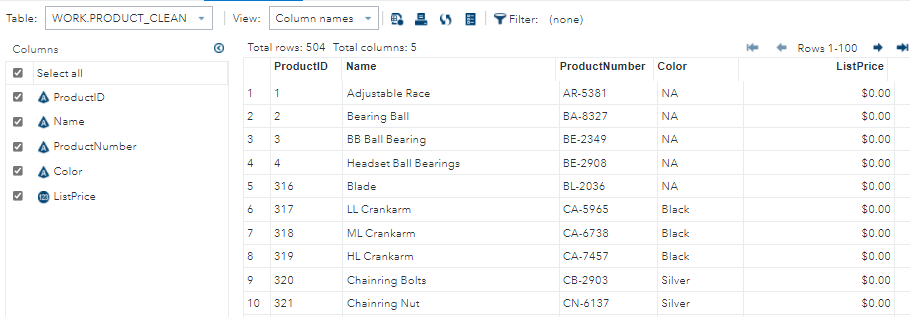 Table: WORK.PRODUCT_CLEAN View: Column names Filter: (none)
Columns
Select all
ProductID
Name
ProductNumber
Color
ListPrice
Total rows: 504 Total columns: 5 Rows 1-100
ProductID Name ProductNumber Color ListPrice
1 1 Adjustable Race AR-5381 NA $0.00
2 2 Bearing Ball BA-8327 NA $0.00
3 3 BB Ball Bearing BE-2349 NA $0.00
4 4 Headset Ball Bearings BE-2908 NA $0.00
5 316 Blade BL-2036 NA $0.00
6 317 LL Crankarm CA-5965 Black $0.00
7 318 ML Crankarm CA-6738 Black $0.00
8 319 HL Crankarm CA-7457 Black $0.00
9 320 Chainring Bolts CB-2903 Silver $0.00
10 321 Chainring Nut CN-6137 Silver $0.00